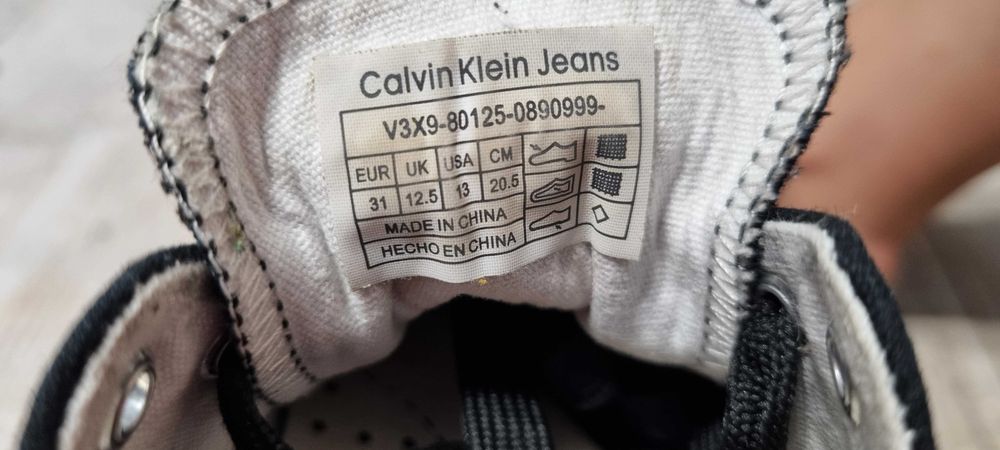 Calvin Klein Jeans
V3X9-80125-0890999-
EUR UK USA CM
31 12.5 13 20.5
MADE IN CHINA
HECHO EN CHINA